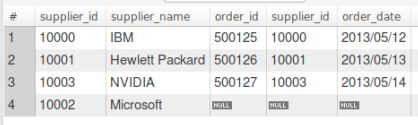 supplier_id supplier_name order_id supplier_id order_date
1 10000 IBM 500125 10000 2013/05/12
2 10001 Hewlett Packard 500126 10001 2013/05/13
3 10003 NVIDIA 500127 10003 2013/05/14
4 10002 Microsoft NULL NULL NULL